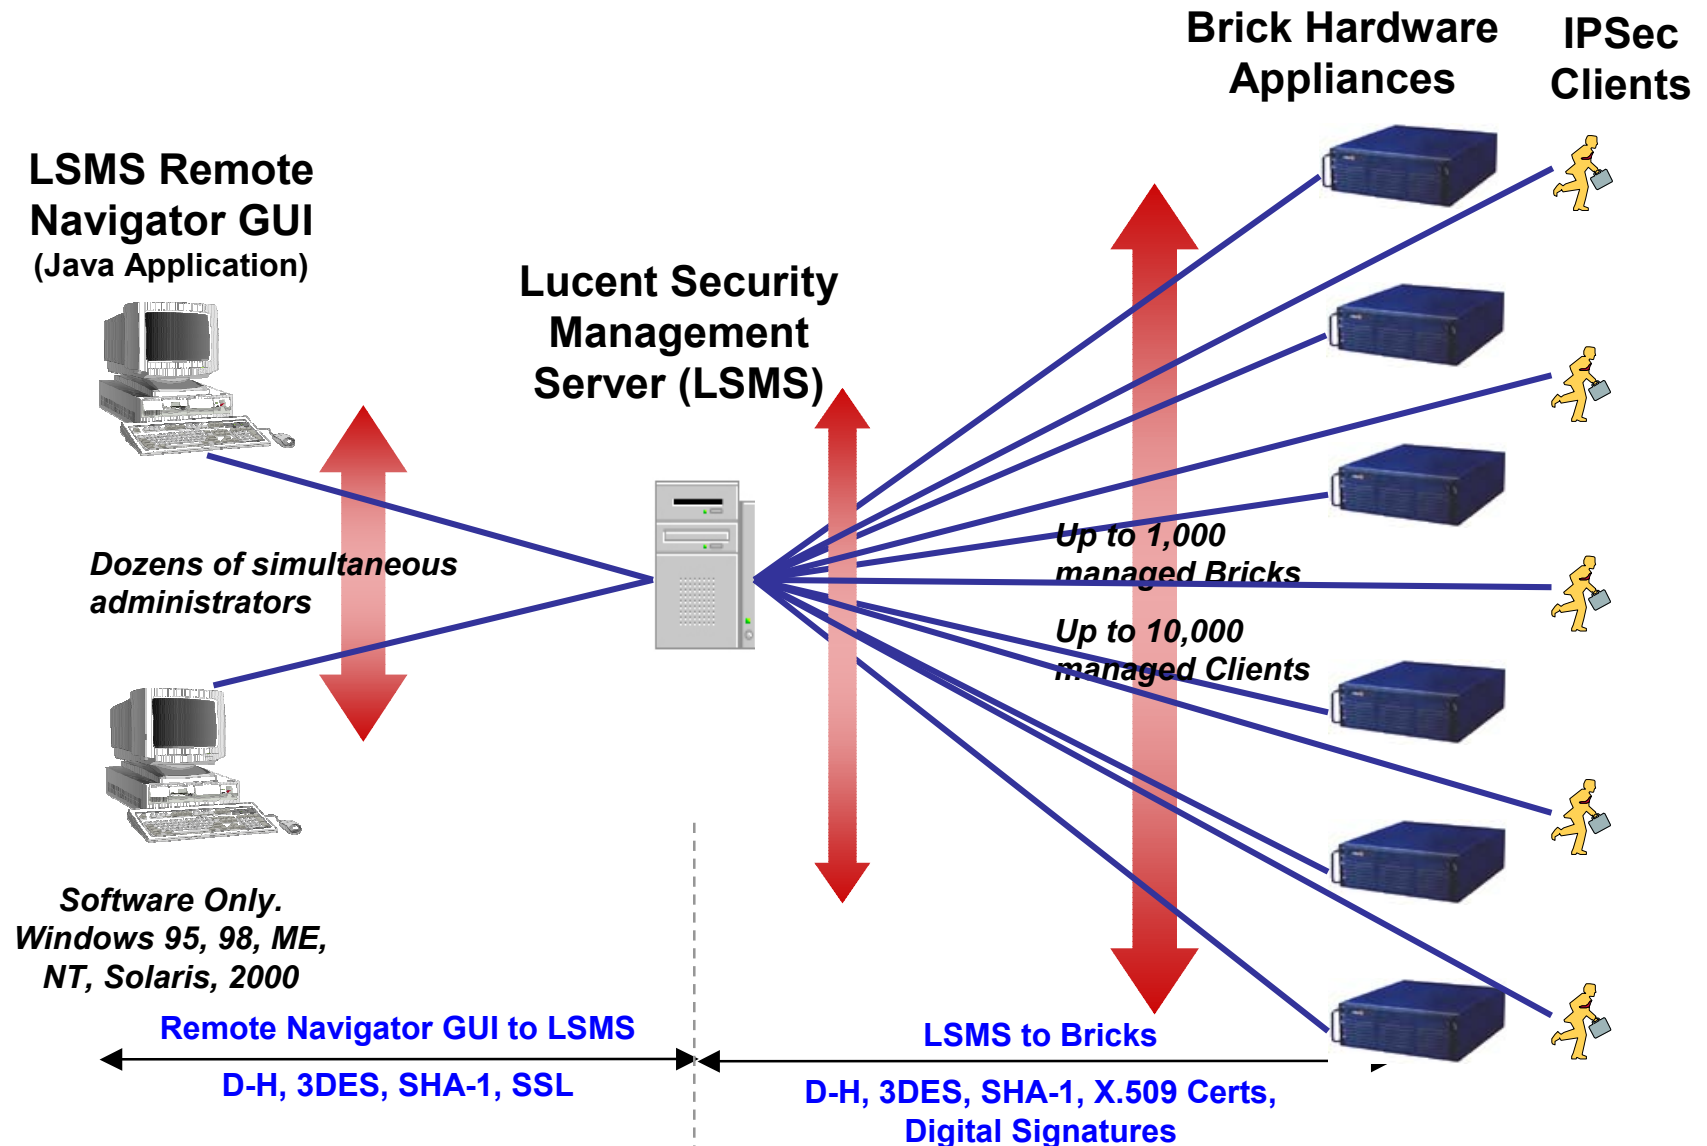 Brick Hardware
Appliances
IPSec
Clients
LSMS Remote
Navigator GUI
(Java Application)
Lucent Security
Management
Server (LSMS)
Dozens of simultaneous
administrators
Up to 1,000
managed Bricks
Up to 10,000
managed Clients
Software Only.
Windows 95, 98, ME,
NT, Solaris, 2000
Remote Navigator GUI to LSMS
D-H, 3DES, SHA-1, SSL
LSMS to Bricks
D-H, 3DES, SHA-1, X.509 Certs,
Digital Signatures